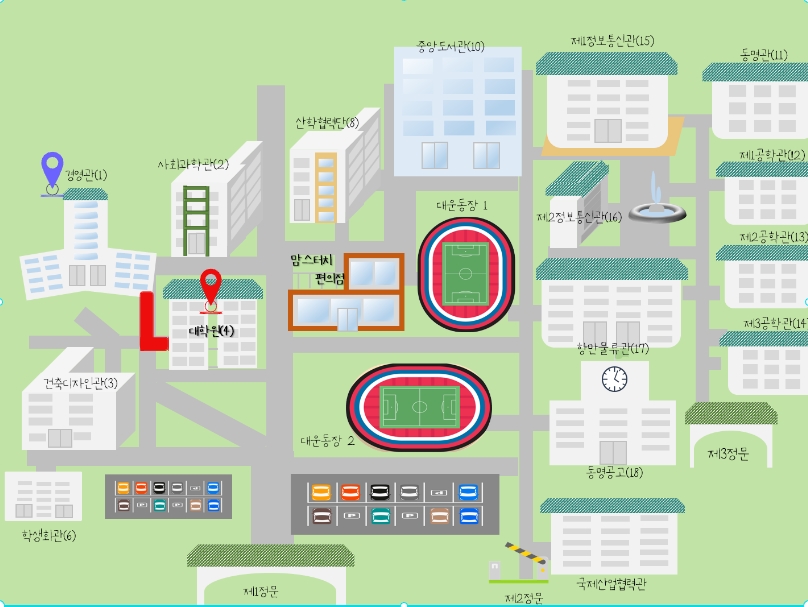 중앙도서관(10)
제1정보통신관(15)
동명관(11)
산학협력단(8)
사회과학관(2)
경영관(1)
제1공학관(12)
대운동장 1
제2정보통신관(16)
제2공학관(13)
맘스터치
편의점
대학원(4)
제3공학관(14)
항만물류관(17)
건축디자인관(3)
대운동장 2
제3정문
동명공고(18)
학생회관(6)
제1정문
제2정문
국제산업협력관